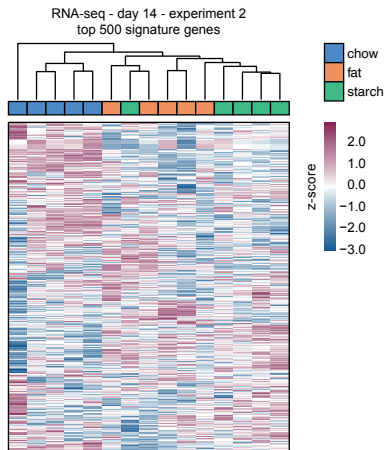 RNA-seq - day 14 - experiment 2
top 500 signature genes
chow
fat
starch
z-score
2.0
1.0
0.0
−1.0
−2.0
−3.0